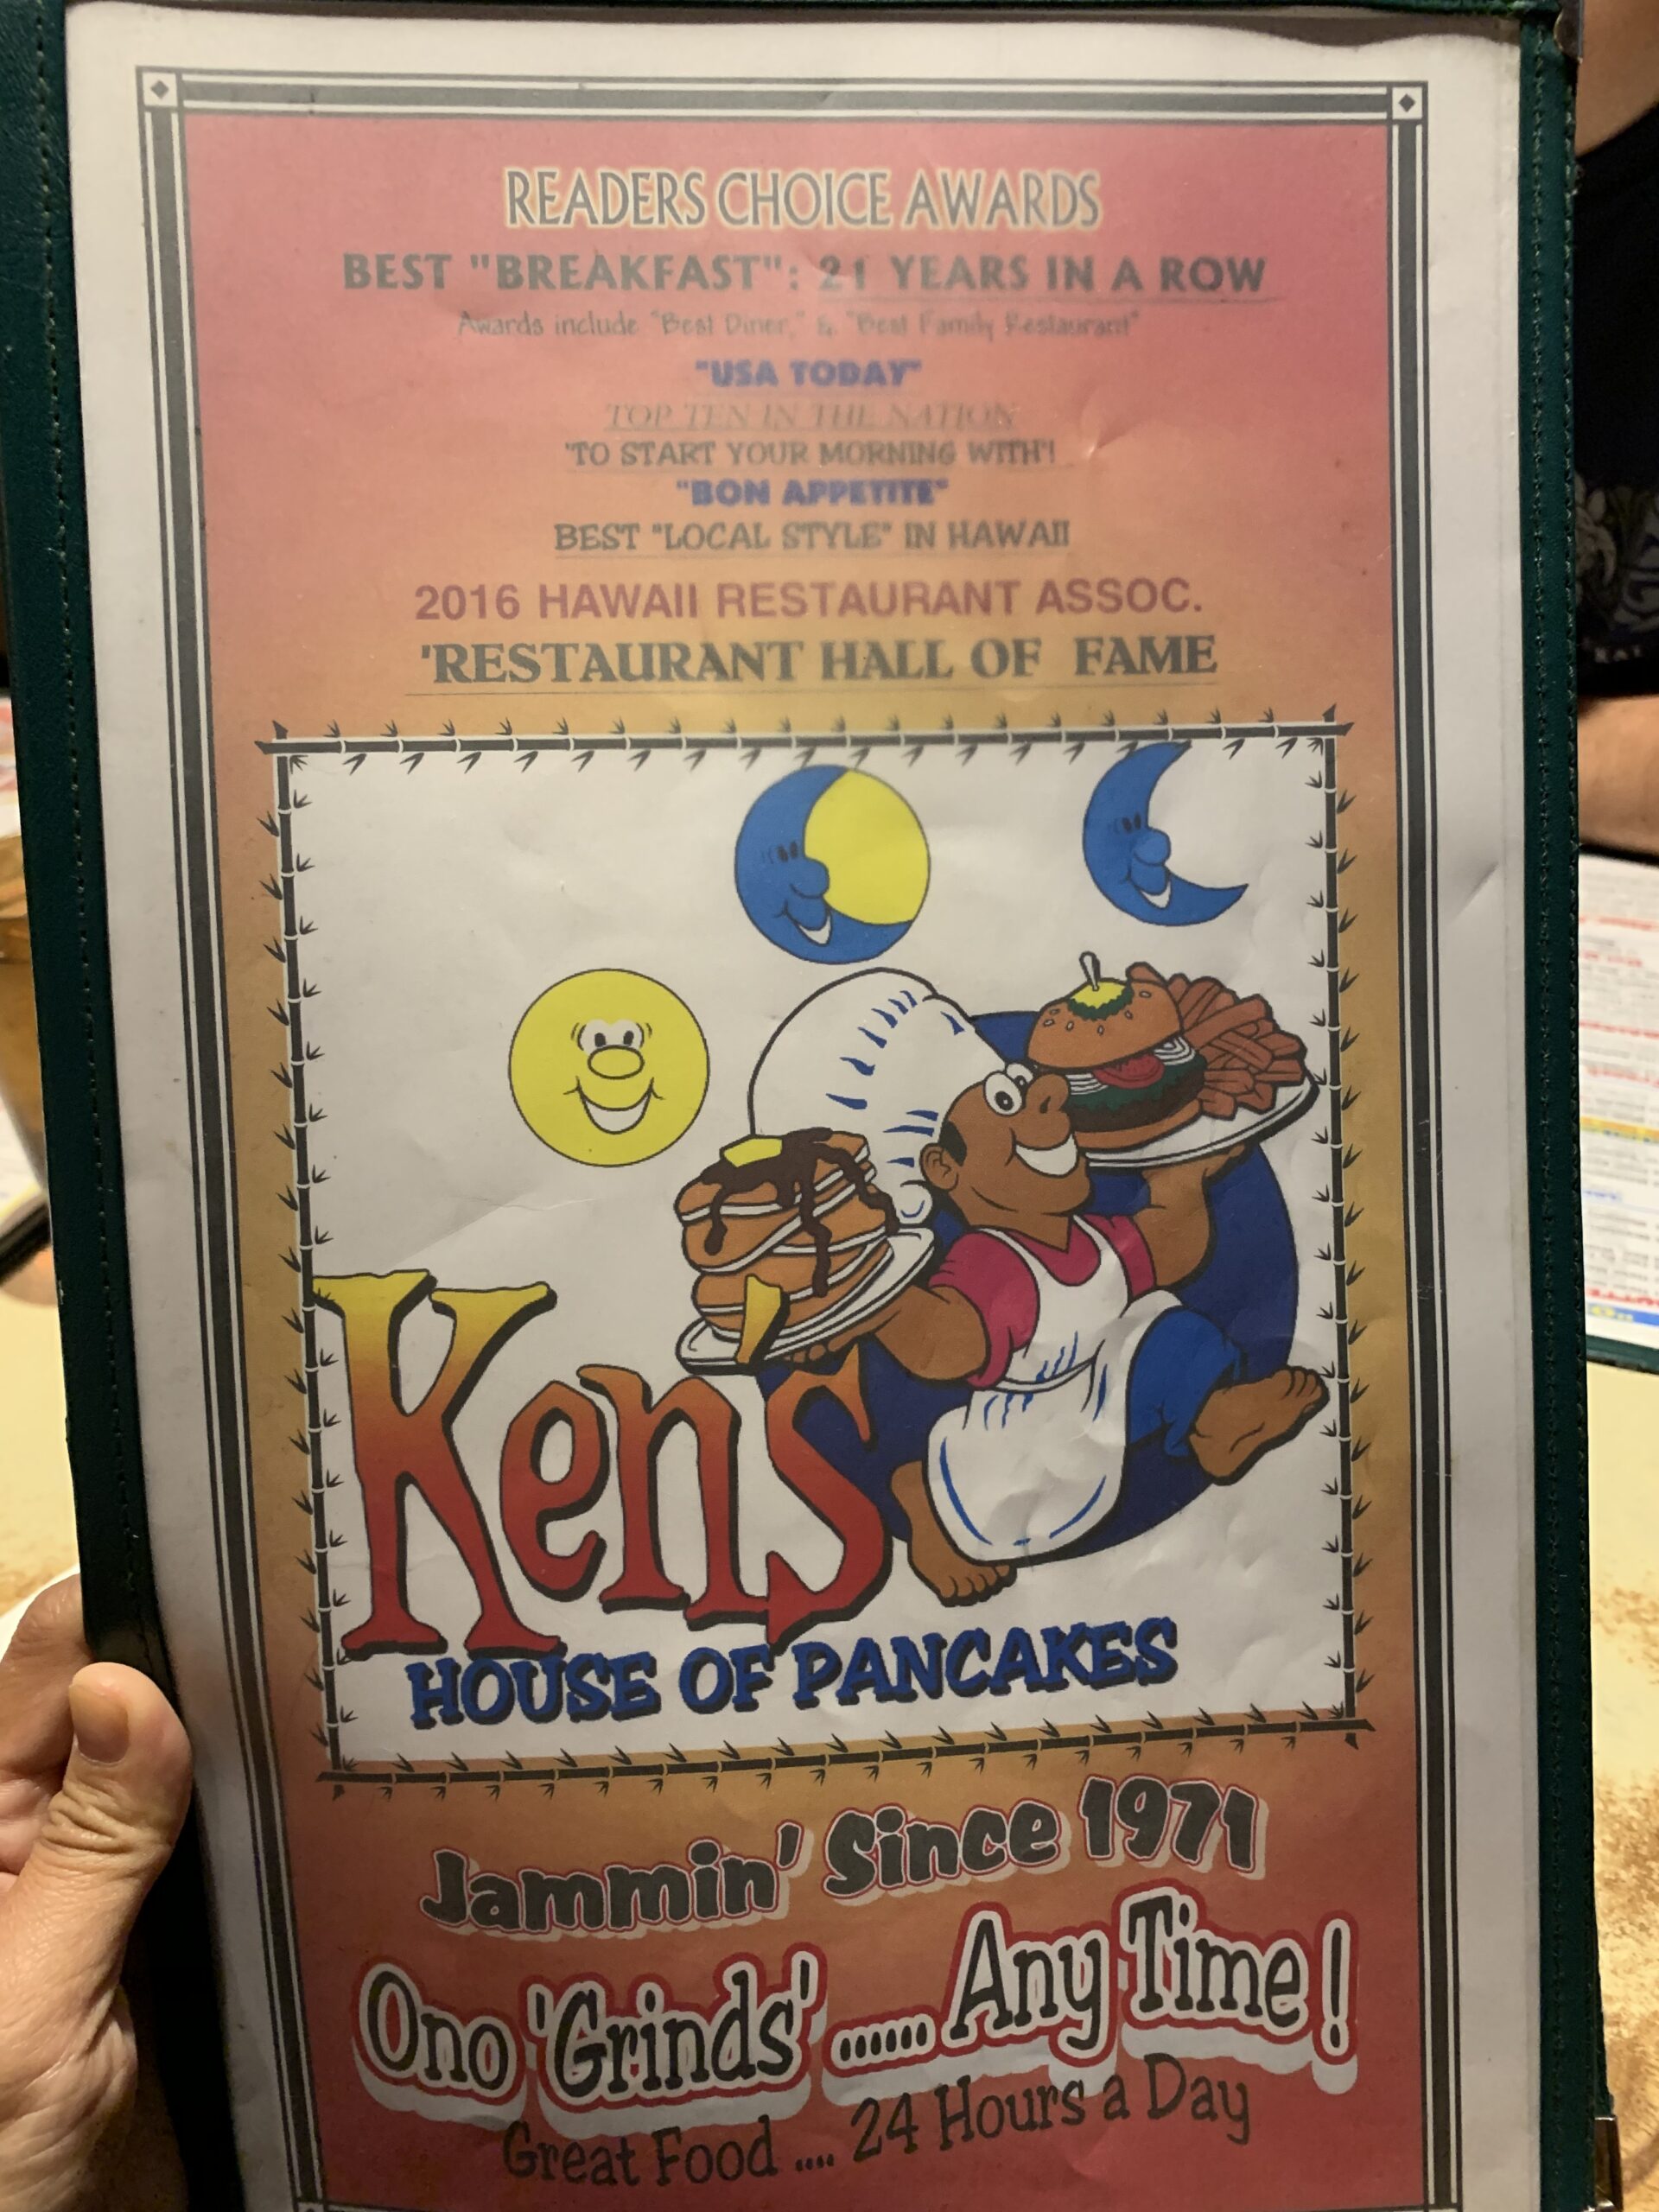 READERS CHOICE AWARDS
BEST "BREAKFAST": 21 YEARS IN A ROW
Awards include "Best Diner," & "Best Family Restaurant"
"USA TODAY"
TOP TEN IN THE NATION
'TO START YOUR MORNING WITH'!
"BON APPETITE"
BEST "LOCAL STYLE" IN HAWAII
2016 HAWAII RESTAURANT ASSOC.
'RESTAURANT HALL OF FAME
Kens
HOUSE OF PANCAKES
Jammin' Since 1971
Ono 'Grinds' ...... Any Time!
Great Food .... 24 Hours a Day